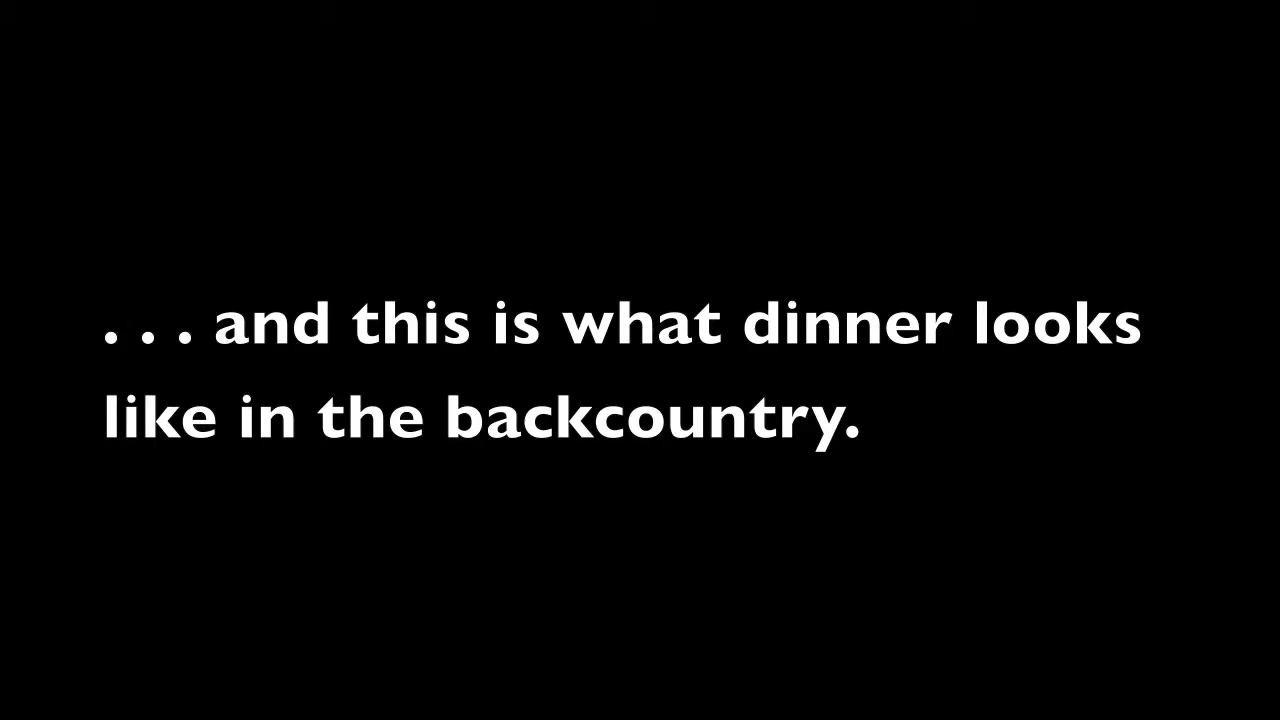 . . . and this is what dinner looks
like in the backcountry.